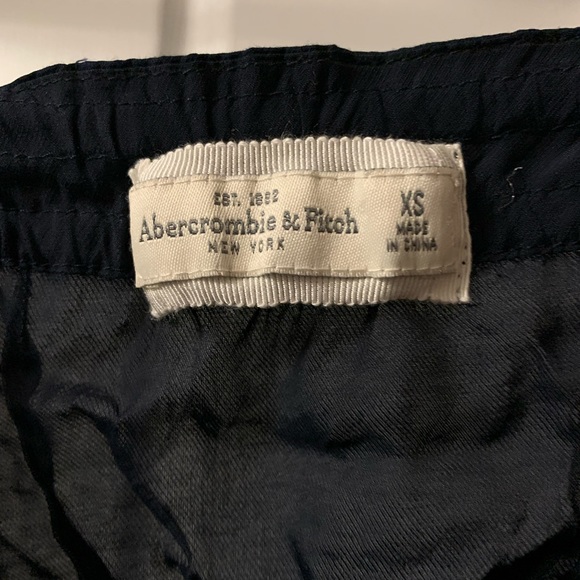 EST. 1892
Abercrombie & Fitch
NEW YORK
XS
MADE
IN CHINA